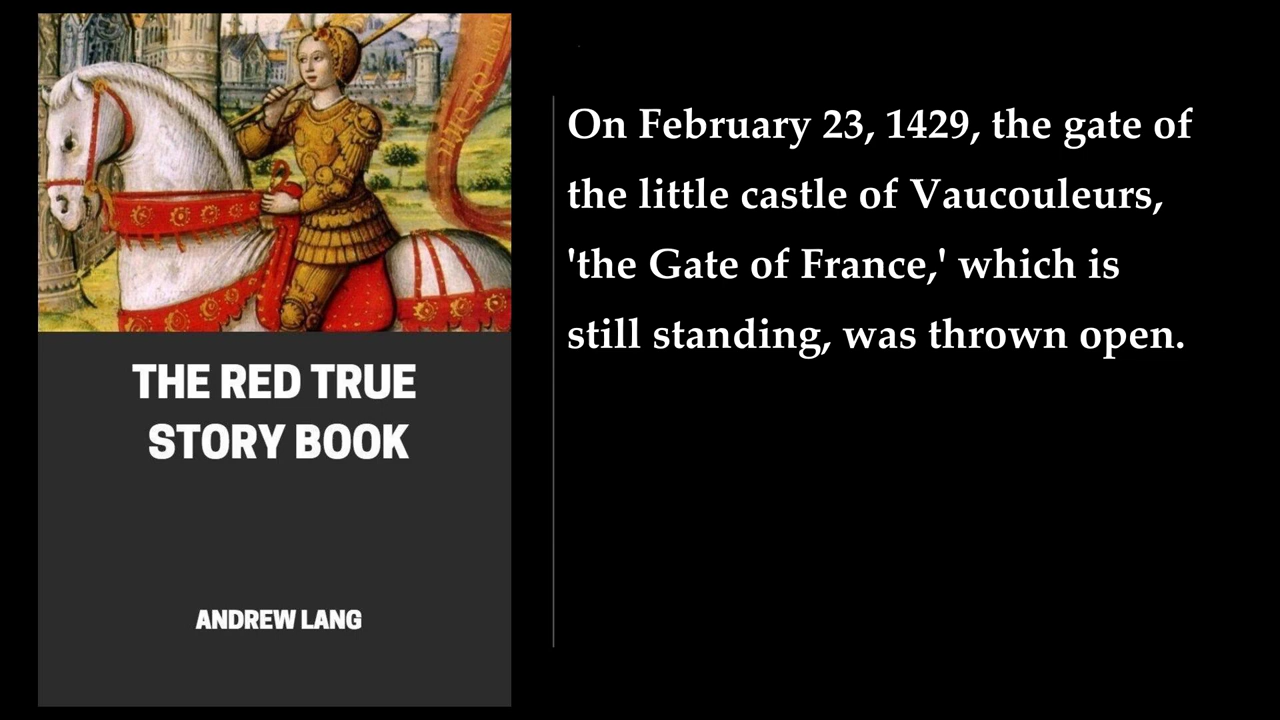 THE RED TRUE
STORY BOOK
ANDREW LANG
On February 23, 1429, the gate of
the little castle of Vaucouleurs,
'the Gate of France,' which is
still standing, was thrown open.